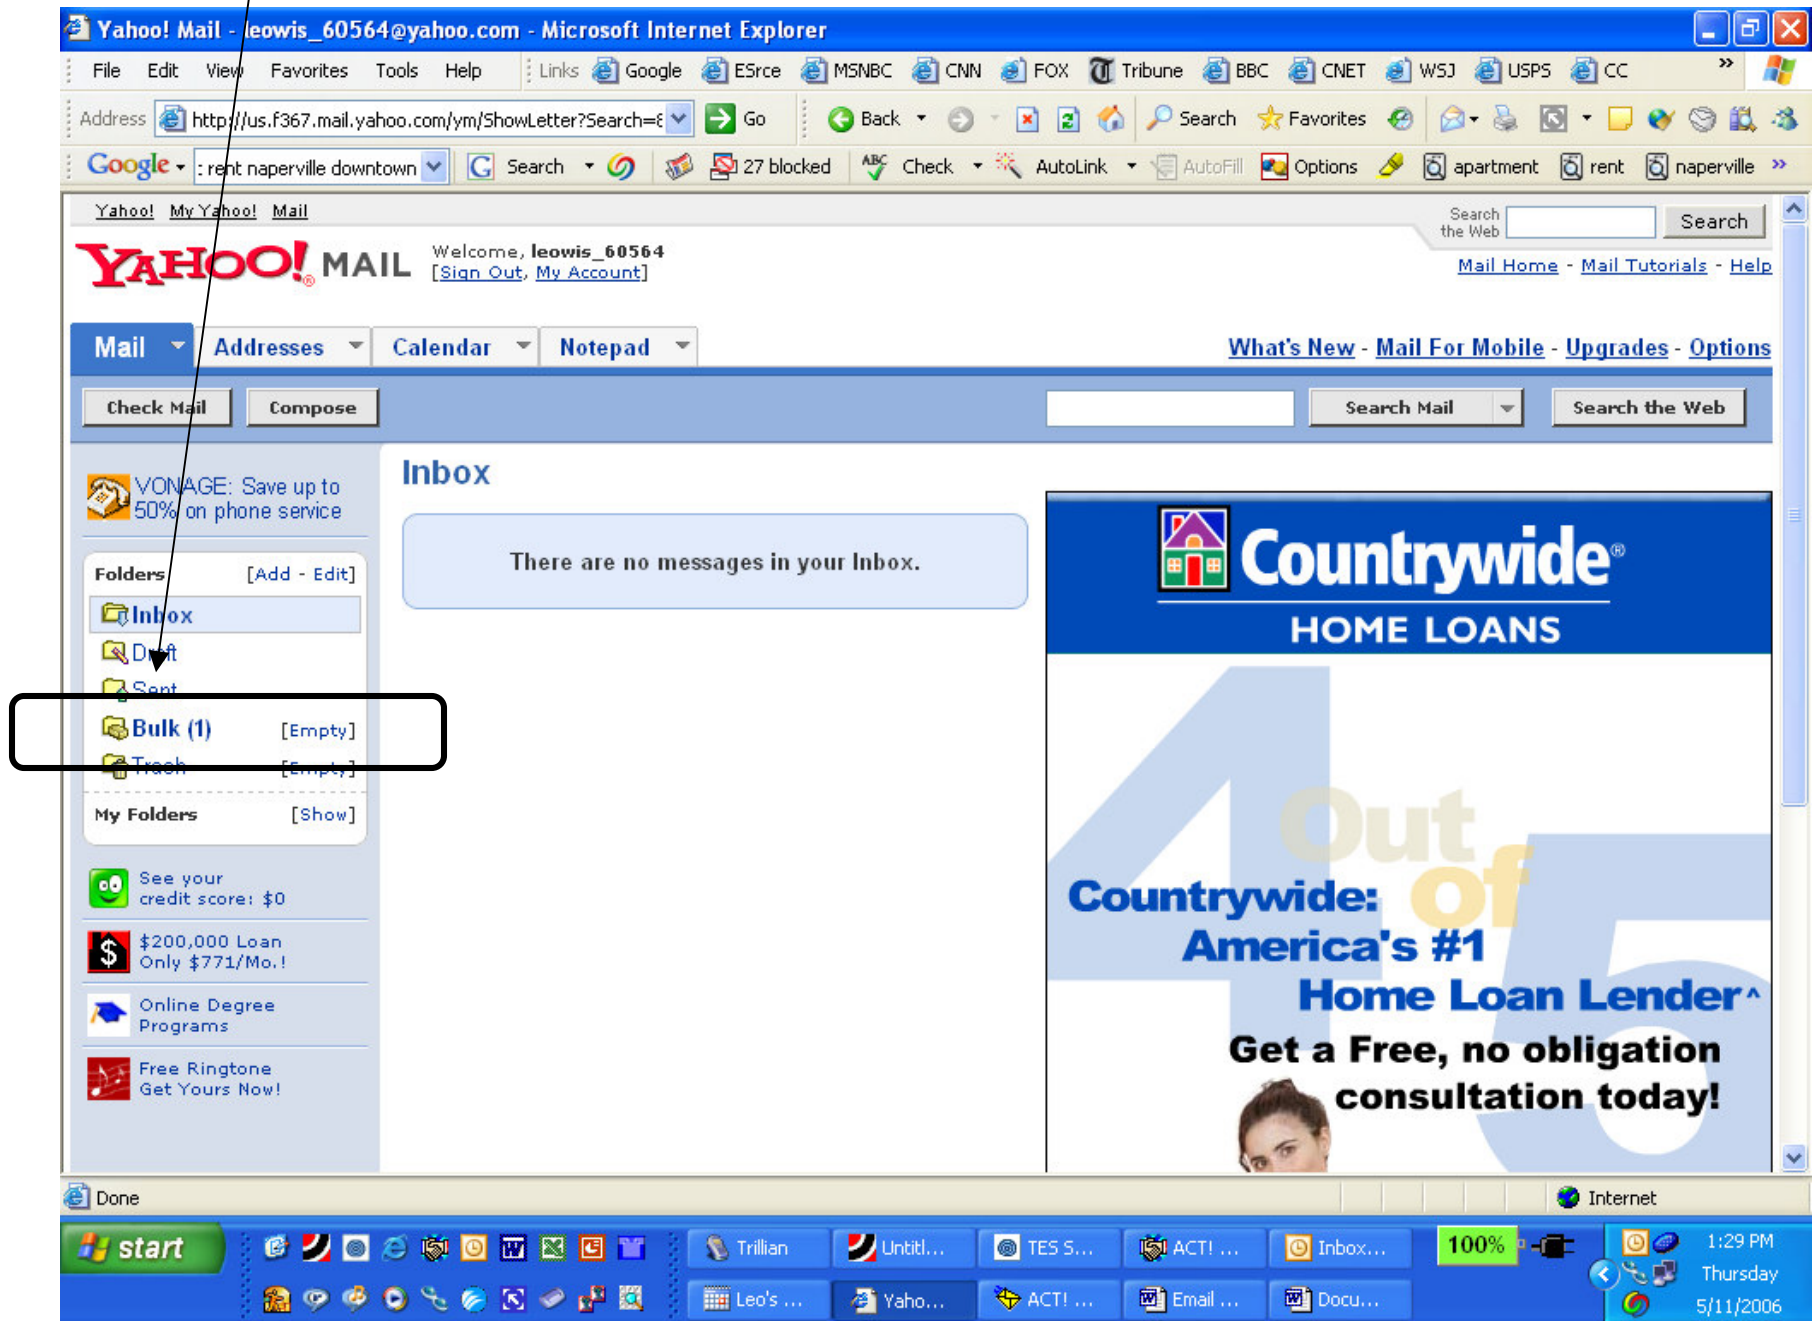 Yahoo! Mail - leowis_60564@yahoo.com - Microsoft Internet Explorer
File Edit View Favorites Tools Help Links Google ESrce MSNBC CNN FOX Tribune BBC CNET WSJ USPS CC »
Address http://us.f367.mail.yahoo.com/ym/ShowLetter?Search=& Go Back Search Favorites
Google : rent naperville downtown G Search 27 blocked ABC Check AutoLink AutoFill Options apartment rent naperville »
Yahoo! My Yahoo! Mail
Search the Web Search
YAHOO!® MAIL
Welcome, leowis_60564
[Sign Out, My Account]
Mail Home - Mail Tutorials - Help
Mail Addresses Calendar Notepad
What's New - Mail For Mobile - Upgrades - Options
Check Mail Compose Search Mail Search the Web
VONAGE: Save up to
50% on phone service
Folders [Add - Edit]
Inbox
Draft
Sent
Bulk (1) [Empty]
Trash [Empty]
My Folders [Show]
See your
credit score: $0
$200,000 Loan
Only $771/Mo.!
Online Degree
Programs
Free Ringtone
Get Yours Now!
Inbox
There are no messages in your Inbox.
Countrywide®
HOME LOANS
4 Out of 5
Countrywide:
America's #1
Home Loan Lender^
Get a Free, no obligation
consultation today!
Done Internet
start Trillian Untitl... TES S... ACT! ... Inbox... 100% 1:29 PM
Leo's ... Yaho... ACT! ... Email ... Docu... Thursday
5/11/2006